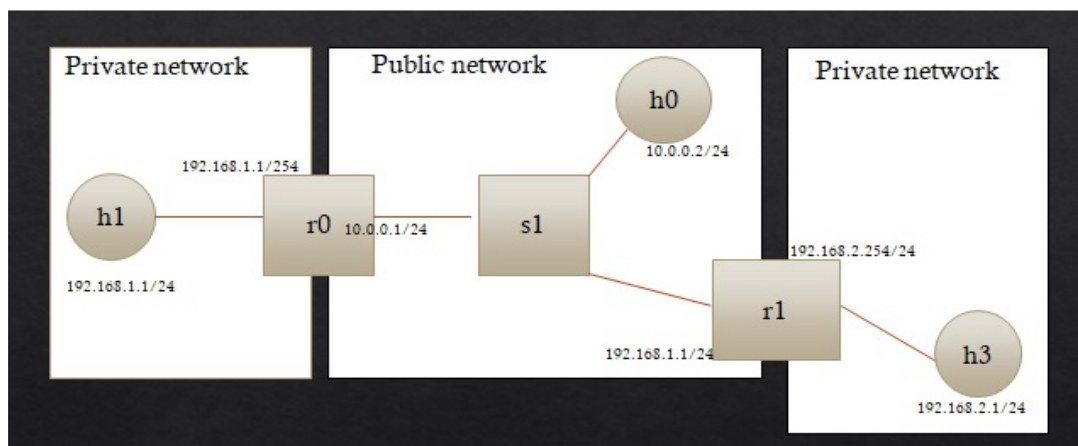 Private network
Public network
Private network
h0
10.0.0.2/24
192.168.1.1/254
h1
r0
10.0.0.1/24
s1
192.168.1.1/24
192.168.2.254/24
r1
192.168.1.1/24
h3
192.168.2.1/24